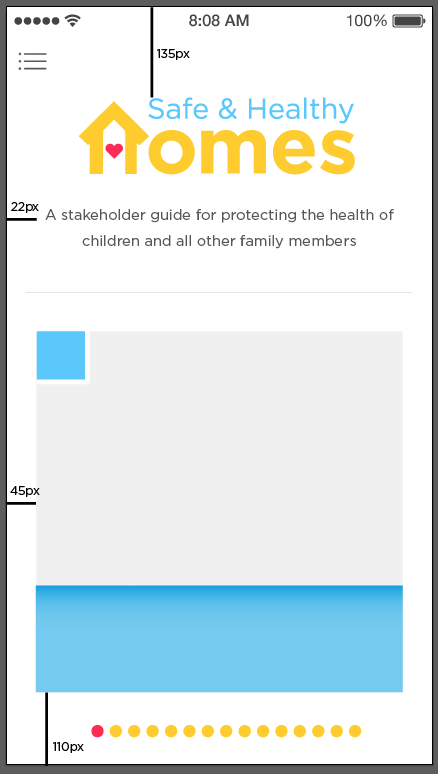 8:08 AM
100%
135px
Safe & Healthy
Homes
22px
A stakeholder guide for protecting the health of
children and all other family members
45px
110px